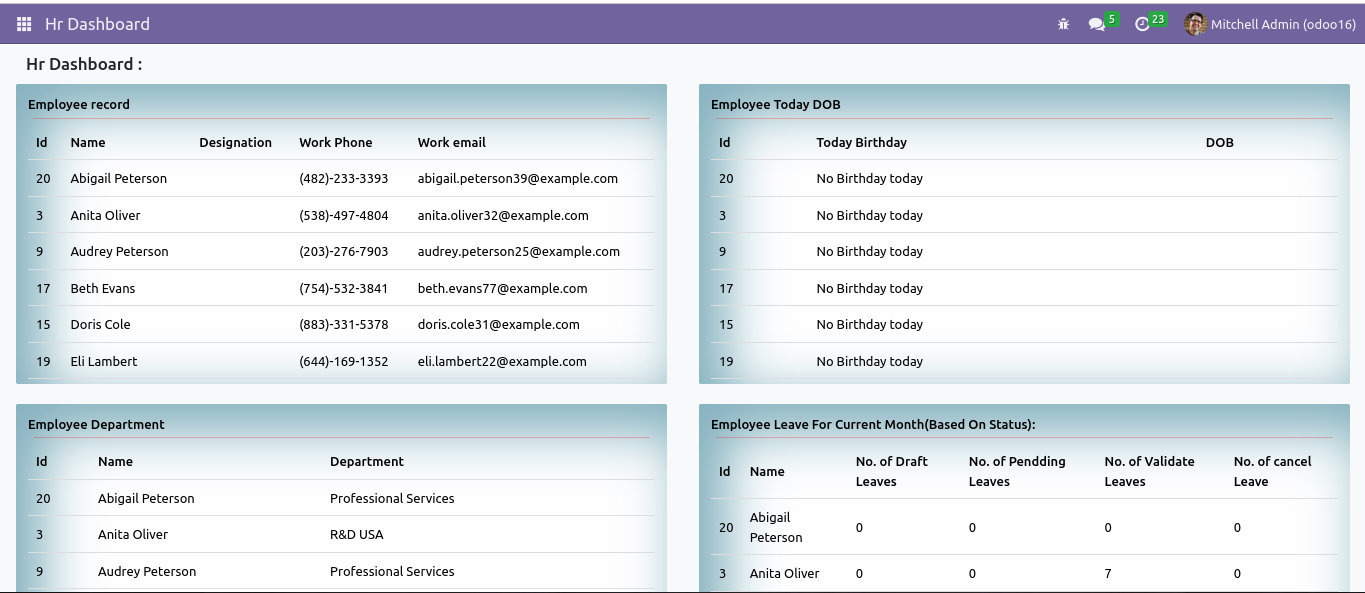 Hr Dashboard 5 23 Mitchell Admin (odoo16)
Hr Dashboard :
Employee record
Id Name Designation Work Phone Work email
20 Abigail Peterson (482)-233-3393 abigail.peterson39@example.com
3 Anita Oliver (538)-497-4804 anita.oliver32@example.com
9 Audrey Peterson (203)-276-7903 audrey.peterson25@example.com
17 Beth Evans (754)-532-3841 beth.evans77@example.com
15 Doris Cole (883)-331-5378 doris.cole31@example.com
19 Eli Lambert (644)-169-1352 eli.lambert22@example.com
Employee Today DOB
Id Today Birthday DOB
20 No Birthday today
3 No Birthday today
9 No Birthday today
17 No Birthday today
15 No Birthday today
19 No Birthday today
Employee Department
Id Name Department
20 Abigail Peterson Professional Services
3 Anita Oliver R&D USA
9 Audrey Peterson Professional Services
Employee Leave For Current Month(Based On Status):
Id Name No. of Draft Leaves No. of Pendding Leaves No. of Validate Leaves No. of cancel Leave
20 Abigail Peterson 0 0 0 0
3 Anita Oliver 0 0 7 0